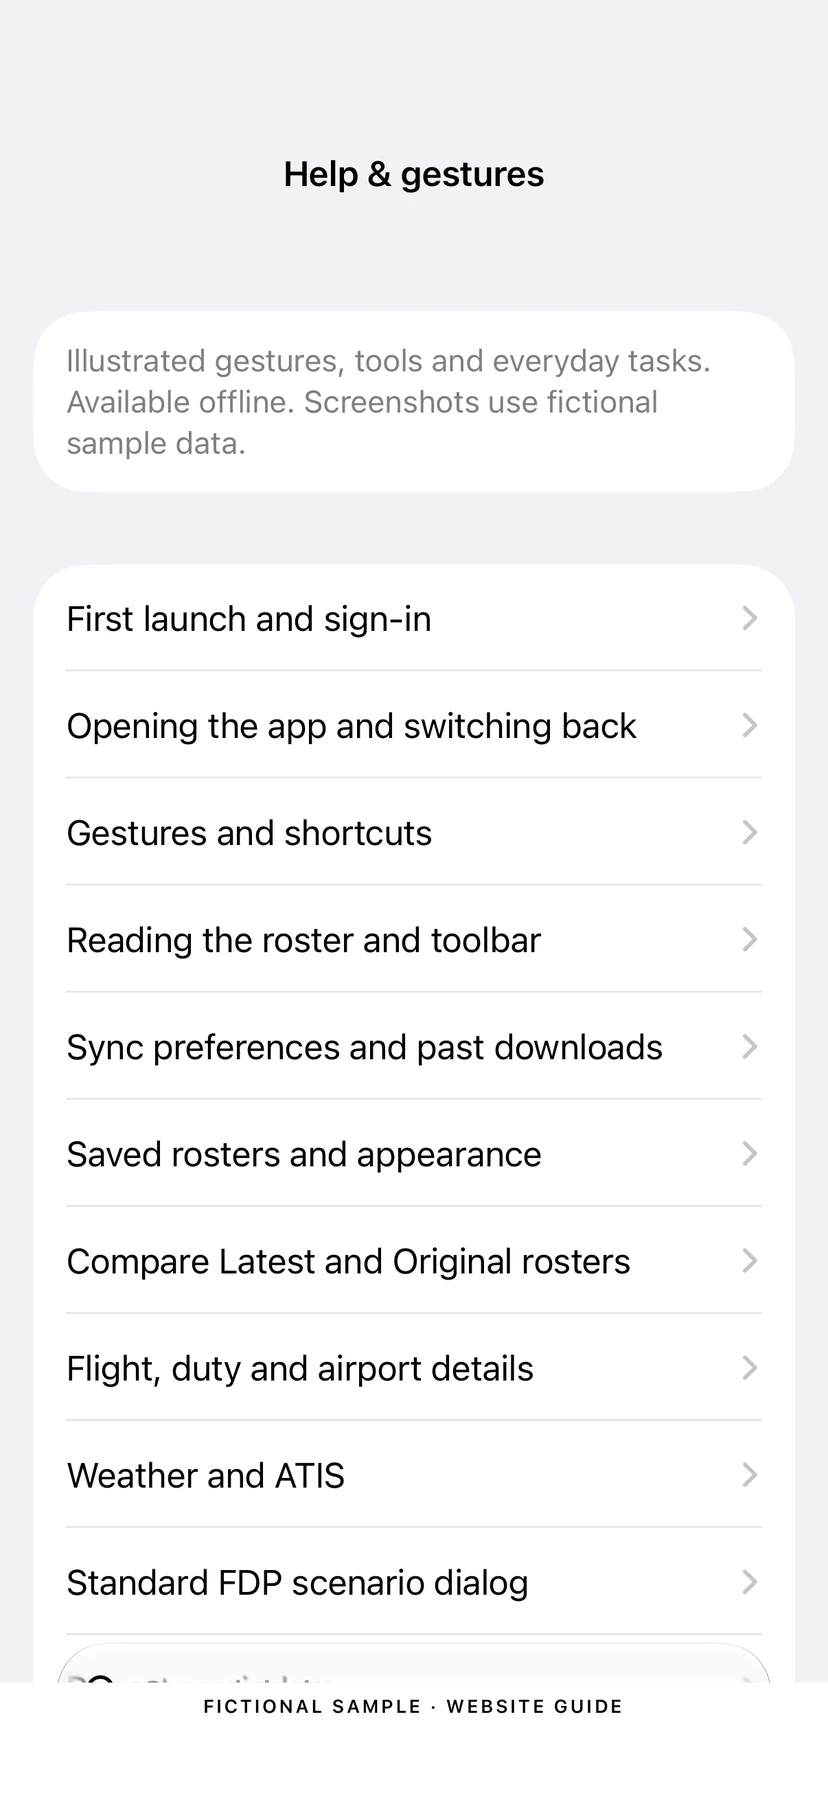 Help & gestures
Illustrated gestures, tools and everyday tasks.
Available offline. Screenshots use fictional
sample data.
First launch and sign-in
Opening the app and switching back
Gestures and shortcuts
Reading the roster and toolbar
Sync preferences and past downloads
Saved rosters and appearance
Compare Latest and Original rosters
Flight, duty and airport details
Weather and ATIS
Standard FDP scenario dialog
FICTIONAL SAMPLE · WEBSITE GUIDE